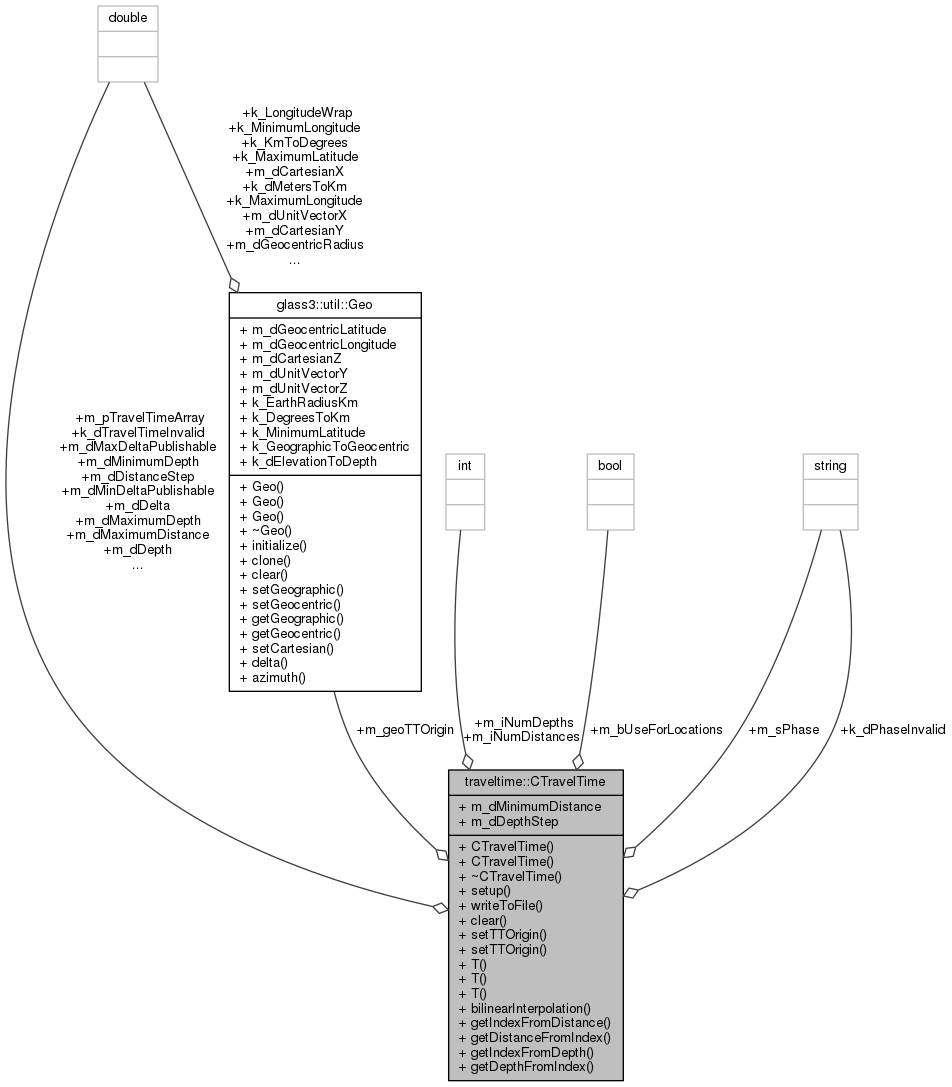 double
+k_LongitudeWrap
+k_MinimumLongitude
+k_KmToDegrees
+k_MaximumLatitude
+m_dCartesianX
+k_dMetersToKm
+k_MaximumLongitude
+m_dUnitVectorX
+m_dCartesianY
+m_dGeocentricRadius
...
glass3::util::Geo
+ m_dGeocentricLatitude
+ m_dGeocentricLongitude
+ m_dCartesianZ
+ m_dUnitVectorY
+ m_dUnitVectorZ
+ k_EarthRadiusKm
+ k_DegreesToKm
+ k_MinimumLatitude
+ k_GeographicToGeocentric
+ k_dElevationToDepth
+ Geo()
+ Geo()
+ Geo()
+ ~Geo()
+ initialize()
+ clone()
+ clear()
+ setGeographic()
+ setGeocentric()
+ getGeographic()
+ getGeocentric()
+ setCartesian()
+ delta()
+ azimuth()
+m_pTravelTimeArray
+k_dTravelTimeInvalid
+m_dMaxDeltaPublishable
+m_dMinimumDepth
+m_dDistanceStep
+m_dMinDeltaPublishable
+m_dDelta
+m_dMaximumDepth
+m_dMaximumDistance
+m_dDepth
...
int
bool
string
+m_geoTTOrigin
+m_iNumDepths
+m_iNumDistances
+m_bUseForLocations
+m_sPhase
+k_dPhaseInvalid
traveltime::CTravelTime
+ m_dMinimumDistance
+ m_dDepthStep
+ CTravelTime()
+ CTravelTime()
+ ~CTravelTime()
+ setup()
+ writeToFile()
+ clear()
+ setTTOrigin()
+ setTTOrigin()
+ T()
+ T()
+ T()
+ bilinearInterpolation()
+ getIndexFromDistance()
+ getDistanceFromIndex()
+ getIndexFromDepth()
+ getDepthFromIndex()